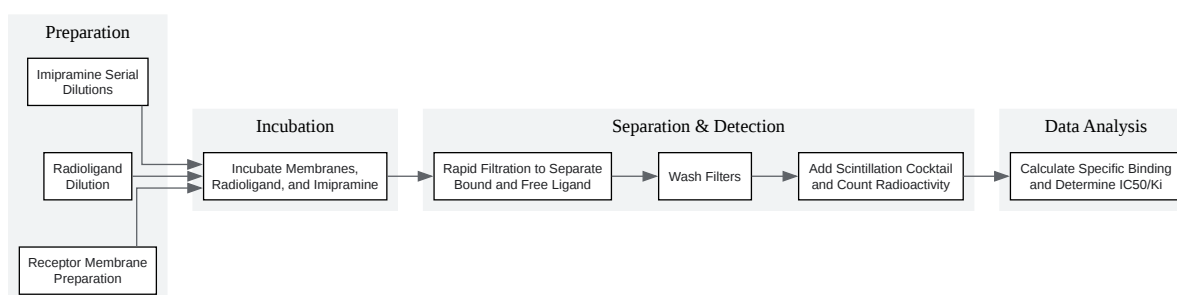 Preparation
Imipramine Serial
Dilutions
Radioligand
Dilution
Receptor Membrane
Preparation
Incubation
Incubate Membranes,
Radioligand, and Imipramine
Separation & Detection
Rapid Filtration to Separate
Bound and Free Ligand
Wash Filters
Add Scintillation Cocktail
and Count Radioactivity
Data Analysis
Calculate Specific Binding
and Determine IC50/Ki